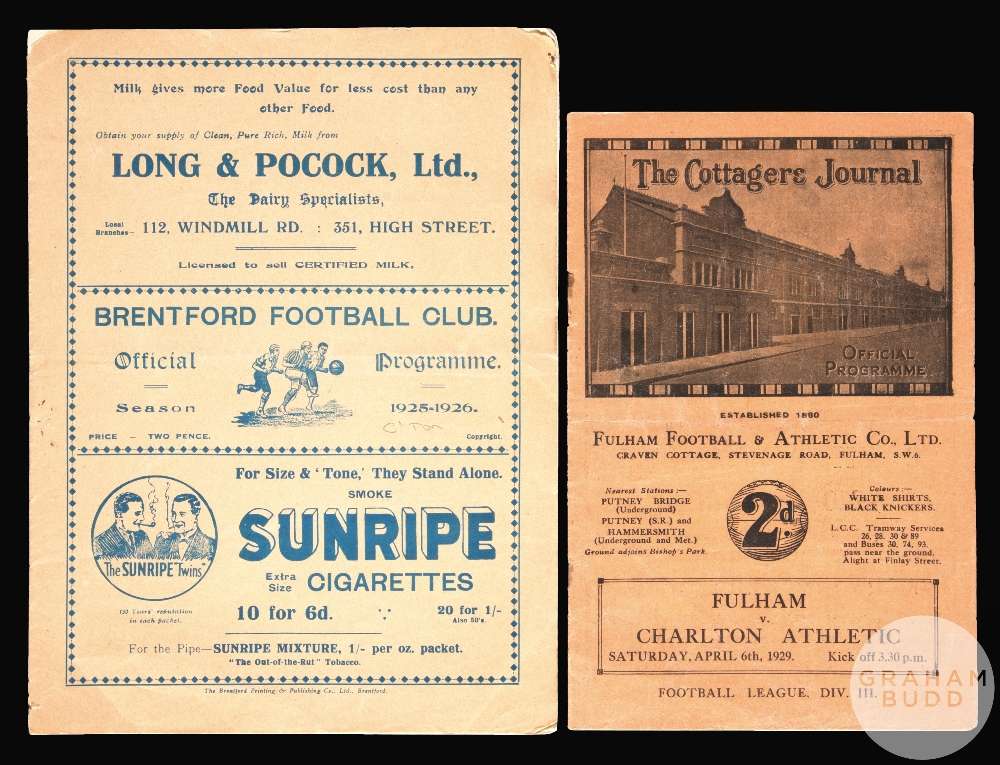 Milk gives more Food Value for less cost than any
other Food.
Obtain your supply of Clean, Pure Rich, Milk from
LONG & POCOCK, Ltd.,
The Dairy Specialists,
Local Branches– 112, WINDMILL RD. : 351, HIGH STREET.
Licensed to sell CERTIFIED MILK.
BRENTFORD FOOTBALL CLUB.
Official Programme.
Season 1925-1926.
PRICE – TWO PENCE.
Copyright.
For Size & 'Tone,' They Stand Alone.
SMOKE
SUNRIPE
Extra Size CIGARETTES
The SUNRIPE "Twins"
150 Years' reputation
in each packet.
10 for 6d. 20 for 1/-
Also 50's.
For the Pipe—SUNRIPE MIXTURE, 1/- per oz. packet.
"The Out-of-the-Rut" Tobacco.
The Brentford Printing & Publishing Co., Ltd., Brentford.
The Cottagers Journal
OFFICIAL
PROGRAMME
ESTABLISHED 1880
FULHAM FOOTBALL & ATHLETIC CO., LTD.
CRAVEN COTTAGE, STEVENAGE ROAD, FULHAM, S.W.6.
Nearest Stations :—
PUTNEY BRIDGE
(Underground)
PUTNEY (S.R.) and
HAMMERSMITH
(Underground and Met.)
Ground adjoins Bishop's Park
2d.
Colours :—
WHITE SHIRTS,
BLACK KNICKERS.
L.C.C. Tramway Services
26, 28, 30 & 89
and Buses 30, 74, 93,
pass near the ground.
Alight at Finlay Street.
FULHAM
v.
CHARLTON ATHLETIC
SATURDAY, APRIL 6th, 1929. Kick off 3.30 p.m.
FOOTBALL LEAGUE, DIV. III.
GRAHAM
BUDD